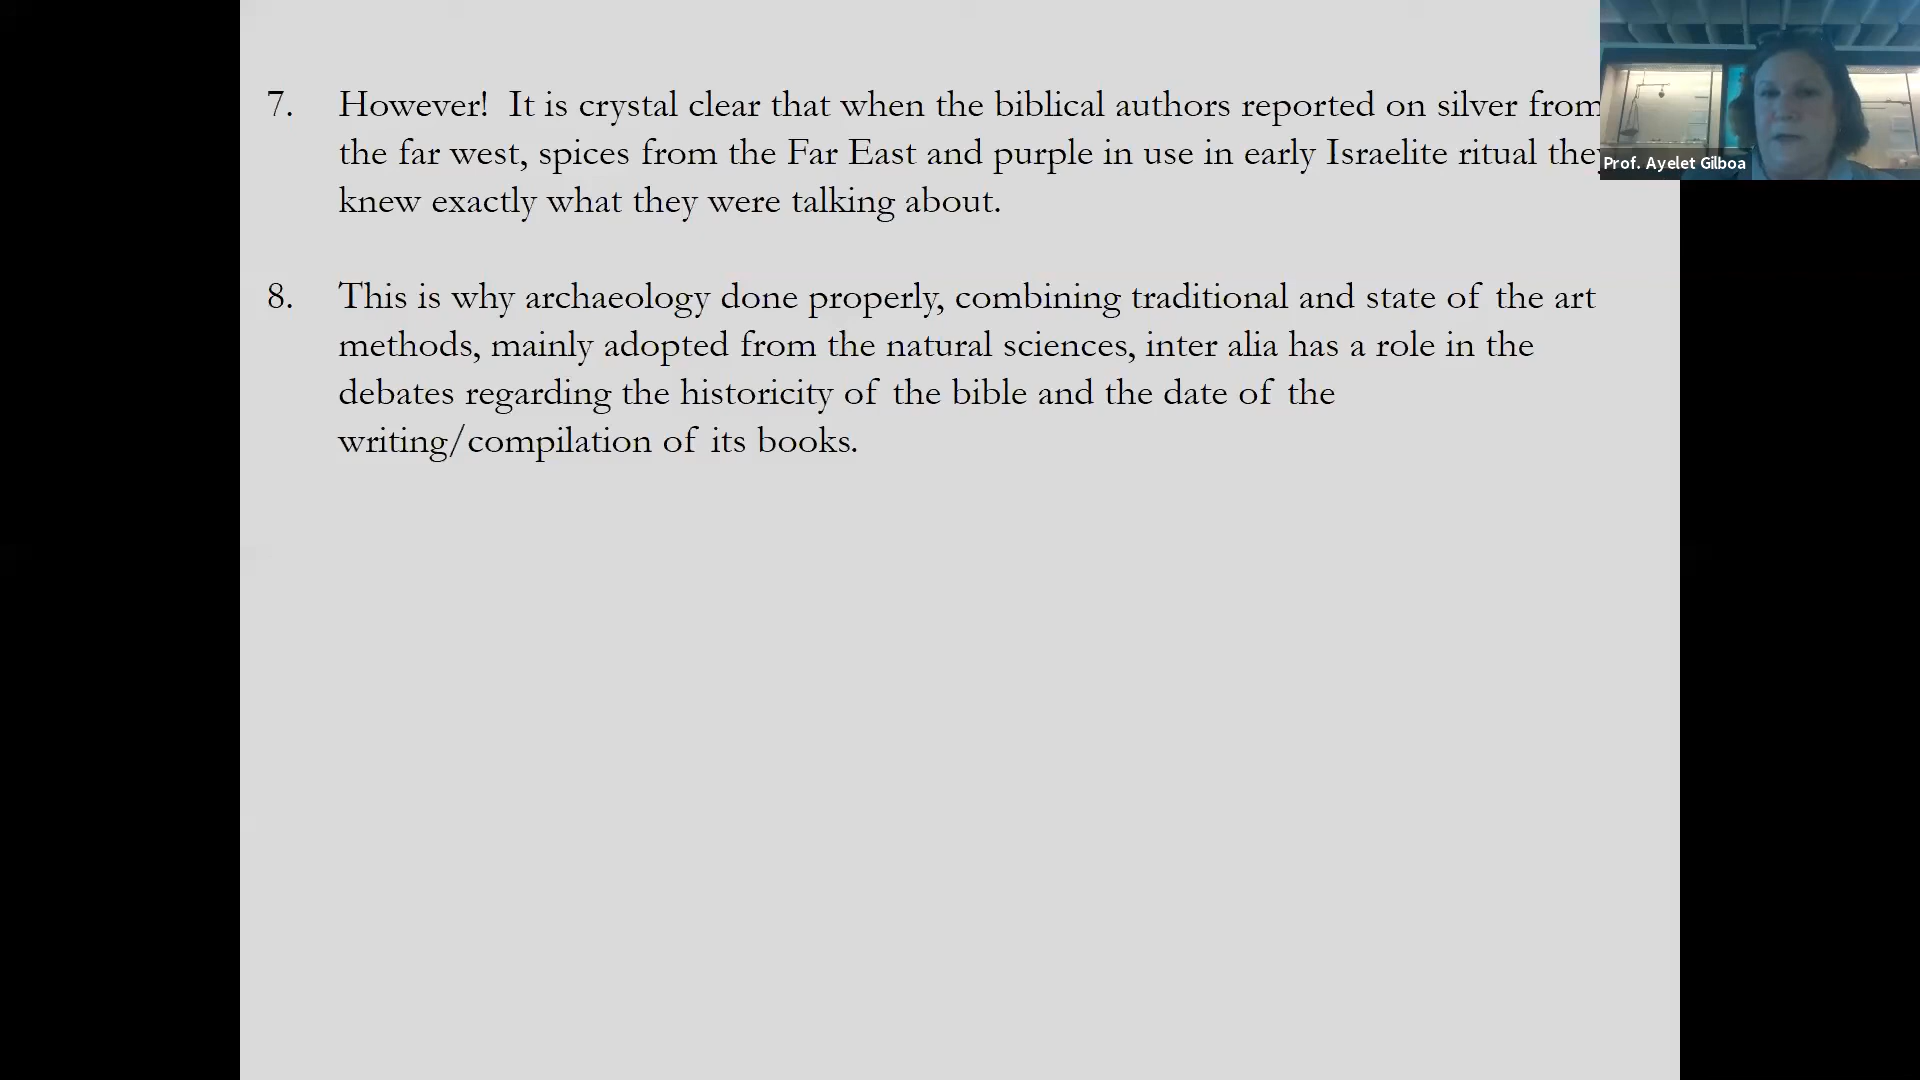 7. However! It is crystal clear that when the biblical authors reported on silver from
the far west, spices from the Far East and purple in use in early Israelite ritual they
knew exactly what they were talking about.
8. This is why archaeology done properly, combining traditional and state of the art
methods, mainly adopted from the natural sciences, inter alia has a role in the
debates regarding the historicity of the bible and the date of the
writing/compilation of its books.
Prof. Ayelet Gilboa